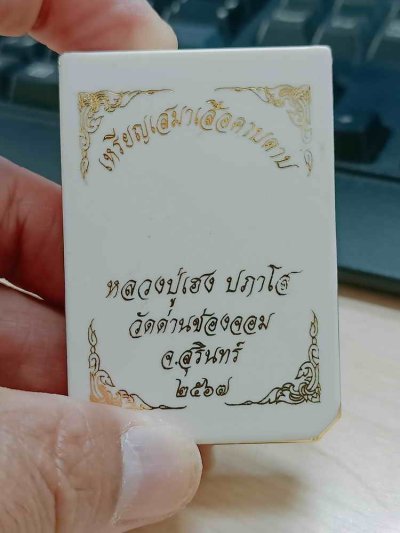 เหรียญเสมาเสือคาบดาบ
หลวงปู่เฮง ปภาโส
วัดด่านช่องจอม
จ.สุรินทร์
๒๕๖๗